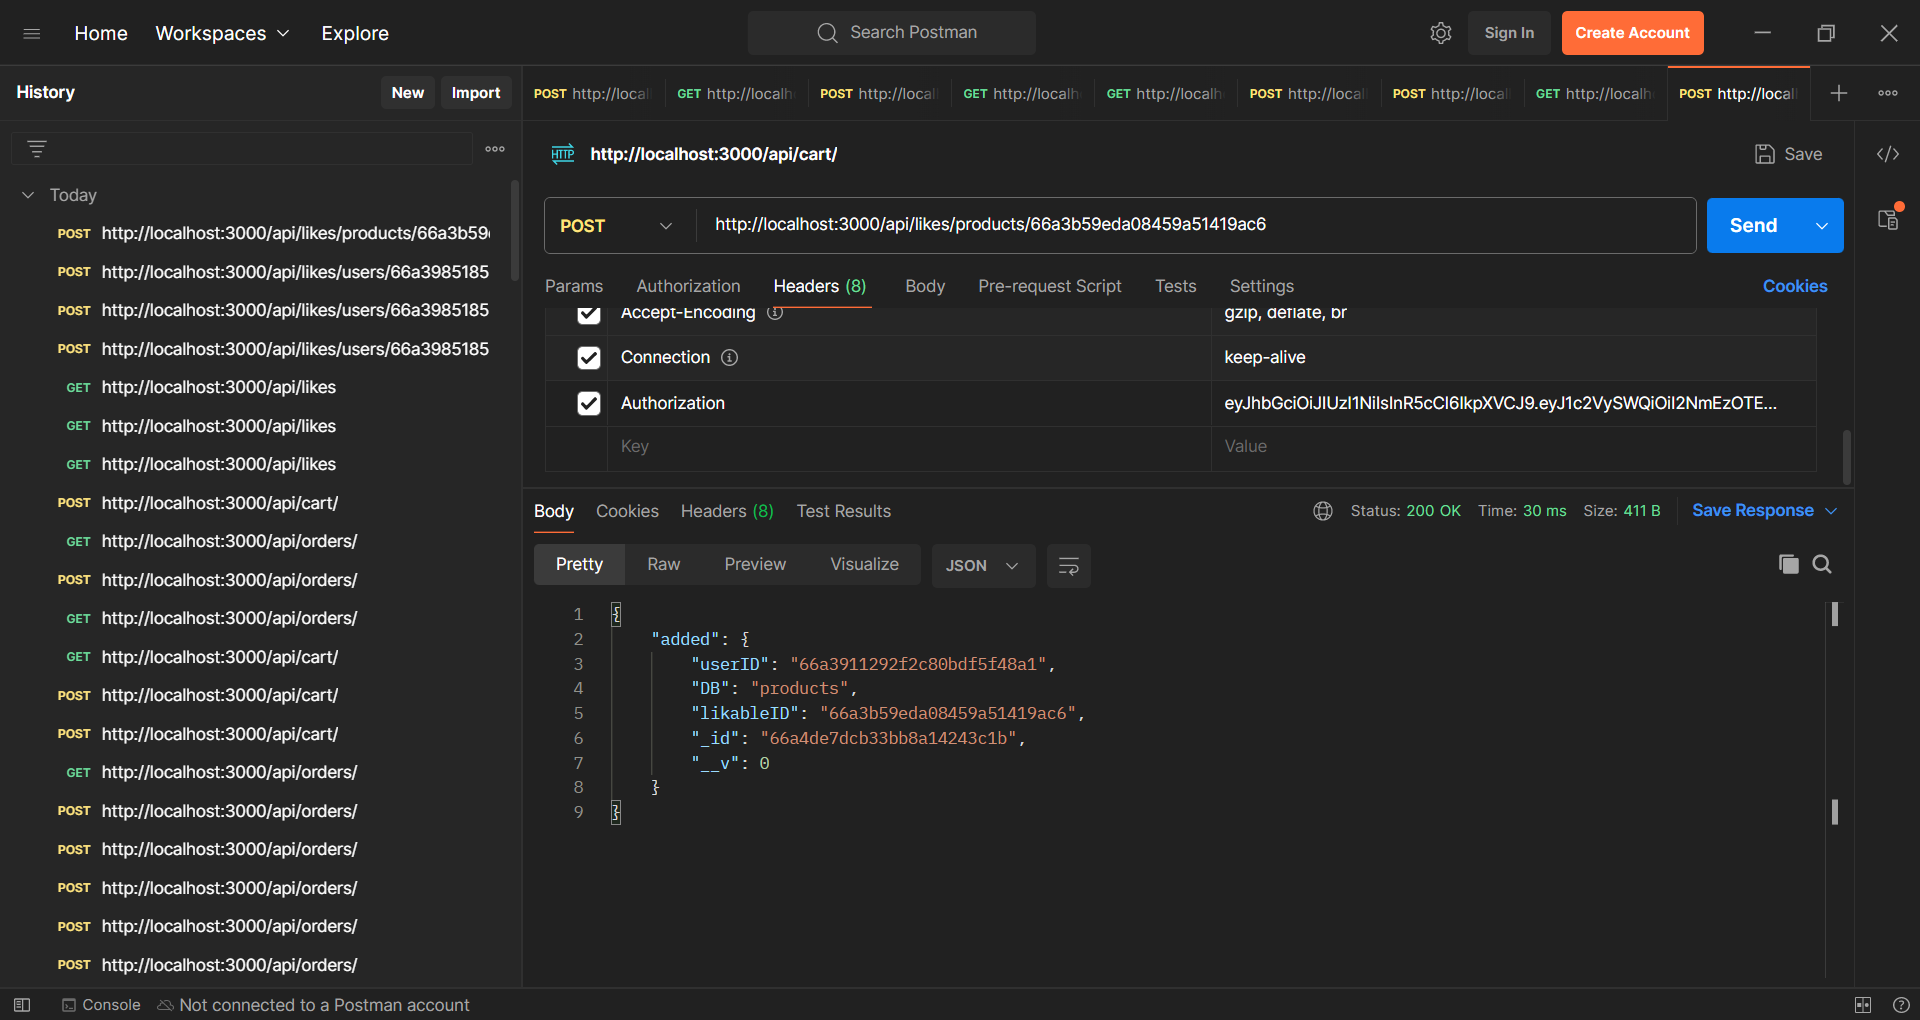 Home Workspaces Explore Search Postman Sign In Create Account
History New Import
POST http://local GET http://localh POST http://local GET http://localh GET http://localh POST http://local POST http://local GET http://localh POST http://local
HTTP http://localhost:3000/api/cart/ Save
Today
POST http://localhost:3000/api/likes/products/66a3b59
POST http://localhost:3000/api/likes/users/66a3985185
POST http://localhost:3000/api/likes/users/66a3985185
POST http://localhost:3000/api/likes/users/66a3985185
GET http://localhost:3000/api/likes
GET http://localhost:3000/api/likes
GET http://localhost:3000/api/likes
POST http://localhost:3000/api/cart/
GET http://localhost:3000/api/orders/
POST http://localhost:3000/api/orders/
GET http://localhost:3000/api/orders/
GET http://localhost:3000/api/cart/
POST http://localhost:3000/api/cart/
POST http://localhost:3000/api/cart/
GET http://localhost:3000/api/orders/
POST http://localhost:3000/api/orders/
POST http://localhost:3000/api/orders/
POST http://localhost:3000/api/orders/
POST http://localhost:3000/api/orders/
POST http://localhost:3000/api/orders/
POST http://localhost:3000/api/likes/products/66a3b59eda08459a51419ac6 Send
Params Authorization Headers (8) Body Pre-request Script Tests Settings Cookies
Accept-Encoding gzip, deflate, br
Connection keep-alive
Authorization eyJhbGciOiJIUzI1NiIsInR5cCI6IkpXVCJ9.eyJ1c2VySWQiOiI2NmEzOTE...
Key Value
Body Cookies Headers (8) Test Results Status: 200 OK Time: 30 ms Size: 411 B Save Response
Pretty Raw Preview Visualize JSON
1 {
2 "added": {
3 "userID": "66a3911292f2c80bdf5f48a1",
4 "DB": "products",
5 "likableID": "66a3b59eda08459a51419ac6",
6 "_id": "66a4de7dcb33bb8a14243c1b",
7 "__v": 0
8 }
9 }
Console Not connected to a Postman account